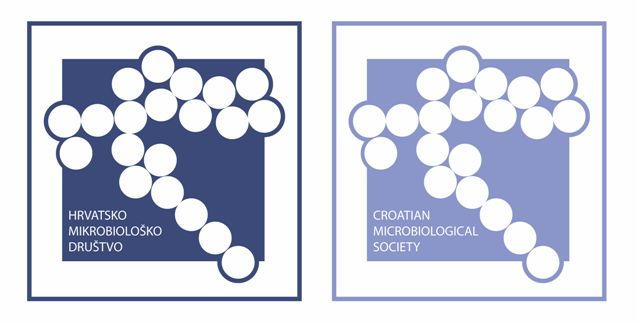 HRVATSKO
MIKROBIOLOŠKO
DRUŠTVO
CROATIAN
MICROBIOLOGICAL
SOCIETY